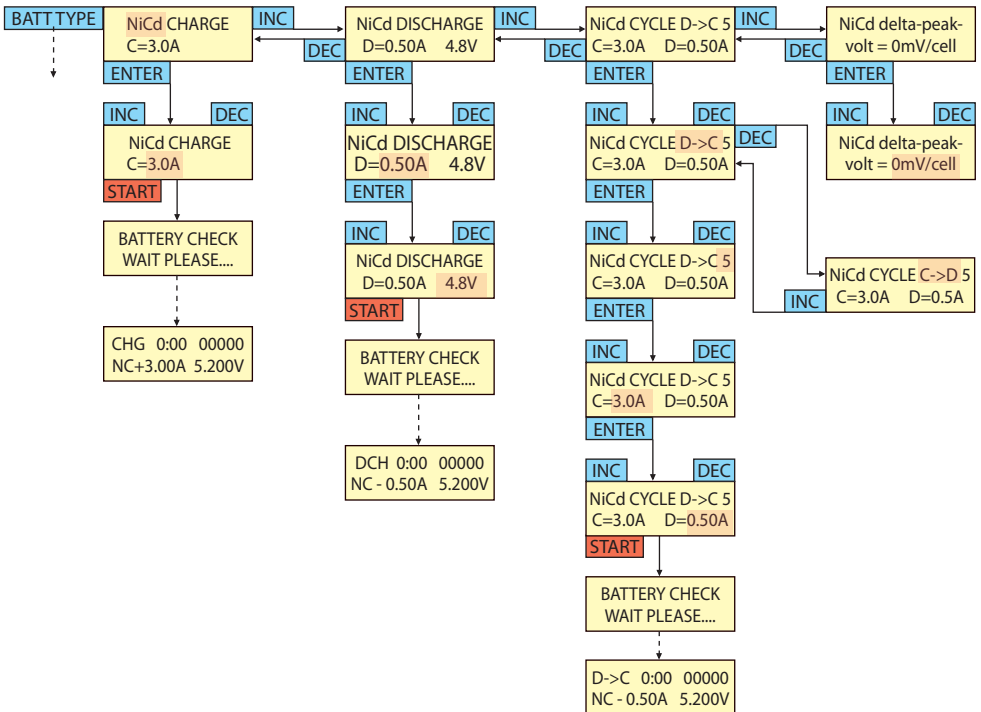 BATT TYPE
NiCd CHARGE
C=3.0A
INC
DEC
NiCd DISCHARGE
D=0.50A 4.8V
INC
DEC
NiCd CYCLE D->C 5
C=3.0A D=0.50A
INC
DEC
NiCd delta-peak-
volt = 0mV/cell
ENTER
ENTER
ENTER
ENTER
INC DEC
NiCd CHARGE
C=3.0A
START
BATTERY CHECK
WAIT PLEASE....
CHG 0:00 00000
NC+3.00A 5.200V
INC DEC
NiCd DISCHARGE
D=0.50A 4.8V
ENTER
INC DEC
NiCd DISCHARGE
D=0.50A 4.8V
START
BATTERY CHECK
WAIT PLEASE....
DCH 0:00 00000
NC - 0.50A 5.200V
INC DEC
NiCd CYCLE D->C 5
C=3.0A D=0.50A
DEC
ENTER
INC DEC
NiCd CYCLE D->C 5
C=3.0A D=0.50A
ENTER
INC DEC
NiCd CYCLE D->C 5
C=3.0A D=0.50A
ENTER
INC DEC
NiCd CYCLE D->C 5
C=3.0A D=0.50A
START
BATTERY CHECK
WAIT PLEASE....
D->C 0:00 00000
NC - 0.50A 5.200V
INC DEC
NiCd delta-peak-
volt = 0mV/cell
NiCd CYCLE C->D 5
C=3.0A D=0.5A
INC